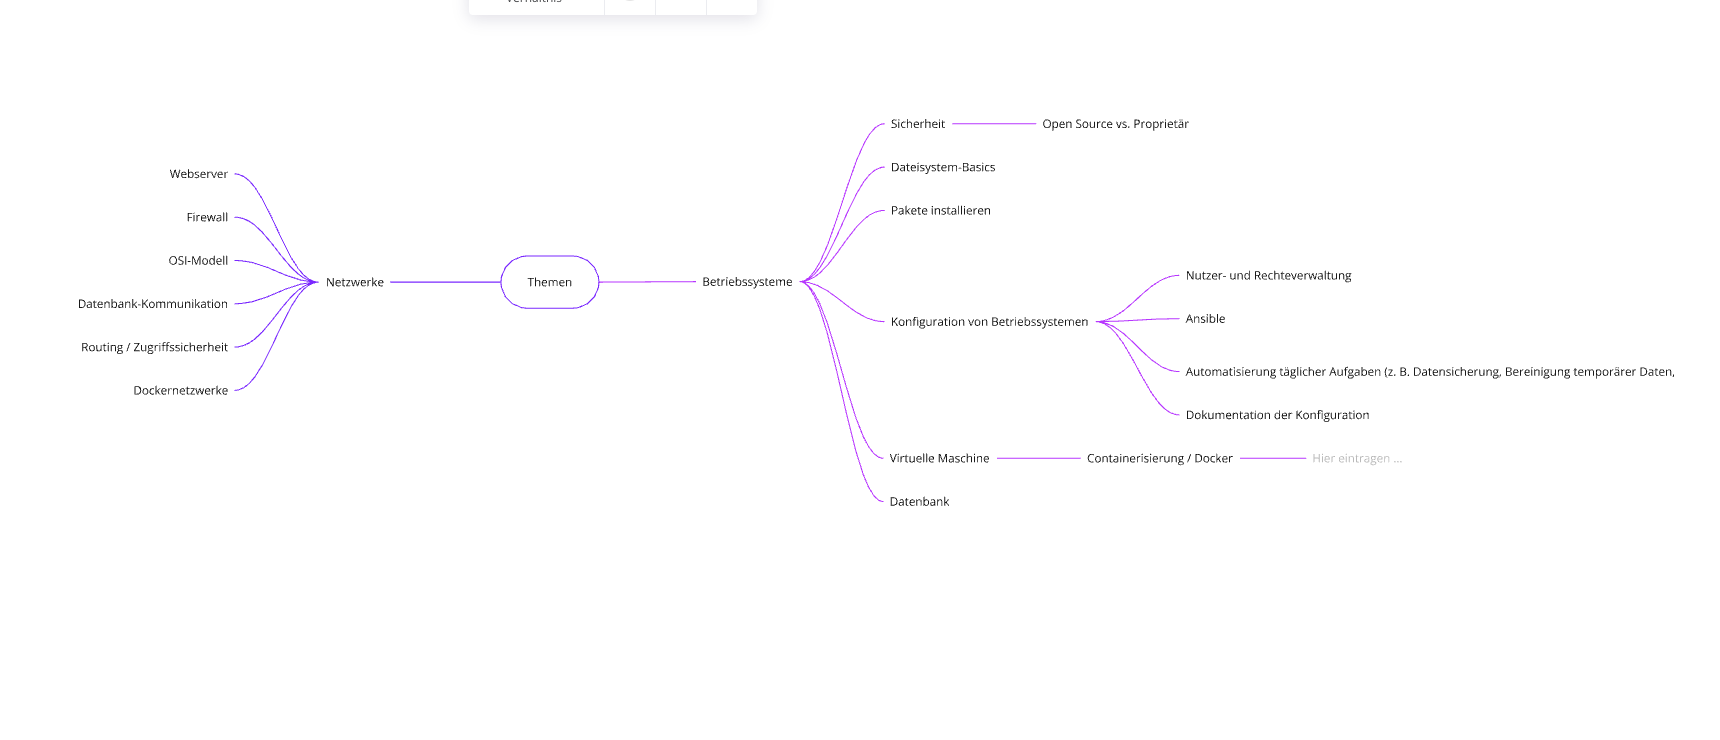 Verhältnis
Sicherheit
Open Source vs. Proprietär
Dateisystem-Basics
Webserver
Pakete installieren
Firewall
OSI-Modell
Nutzer- und Rechteverwaltung
Netzwerke
Themen
Betriebssysteme
Datenbank-Kommunikation
Konfiguration von Betriebssystemen
Ansible
Routing / Zugriffssicherheit
Automatisierung täglicher Aufgaben (z. B. Datensicherung, Bereinigung temporärer Daten,
Dockernetzwerke
Dokumentation der Konfiguration
Virtuelle Maschine
Containerisierung / Docker
Hier eintragen ...
Datenbank